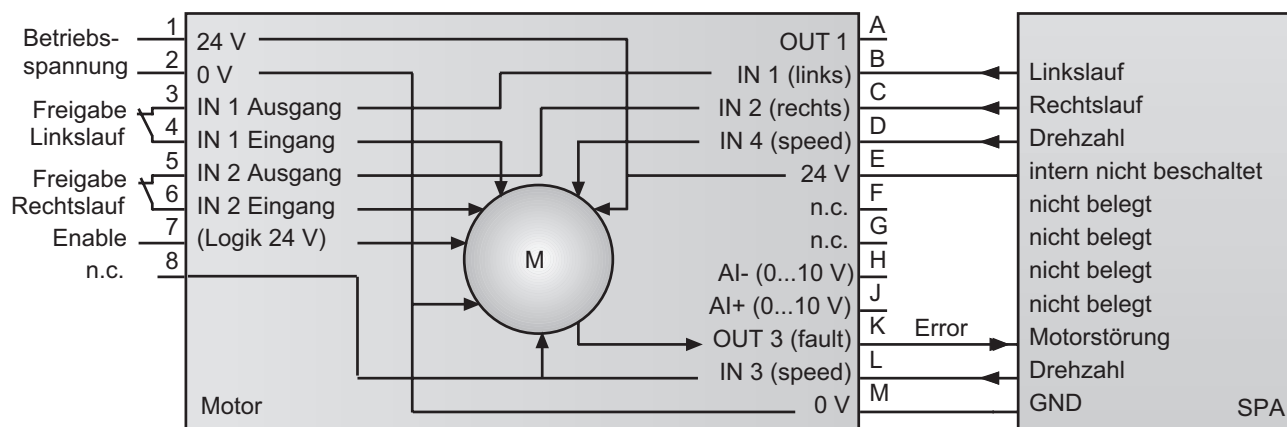 Betriebs-
spannung
1
24 V
2
0 V
Freigabe
Linkslauf
3
IN 1 Ausgang
4
IN 1 Eingang
Freigabe
Rechtslauf
5
IN 2 Ausgang
6
IN 2 Eingang
Enable
7
(Logik 24 V)
n.c.
8
Motor
M
OUT 1
A
IN 1 (links)
B
Linkslauf
IN 2 (rechts)
C
Rechtslauf
IN 4 (speed)
D
Drehzahl
24 V
E
intern nicht beschaltet
n.c.
F
nicht belegt
n.c.
G
nicht belegt
AI- (0...10 V)
H
nicht belegt
AI+ (0...10 V)
J
nicht belegt
OUT 3 (fault)
K
Error
Motorstörung
IN 3 (speed)
L
Drehzahl
0 V
M
GND
SPA